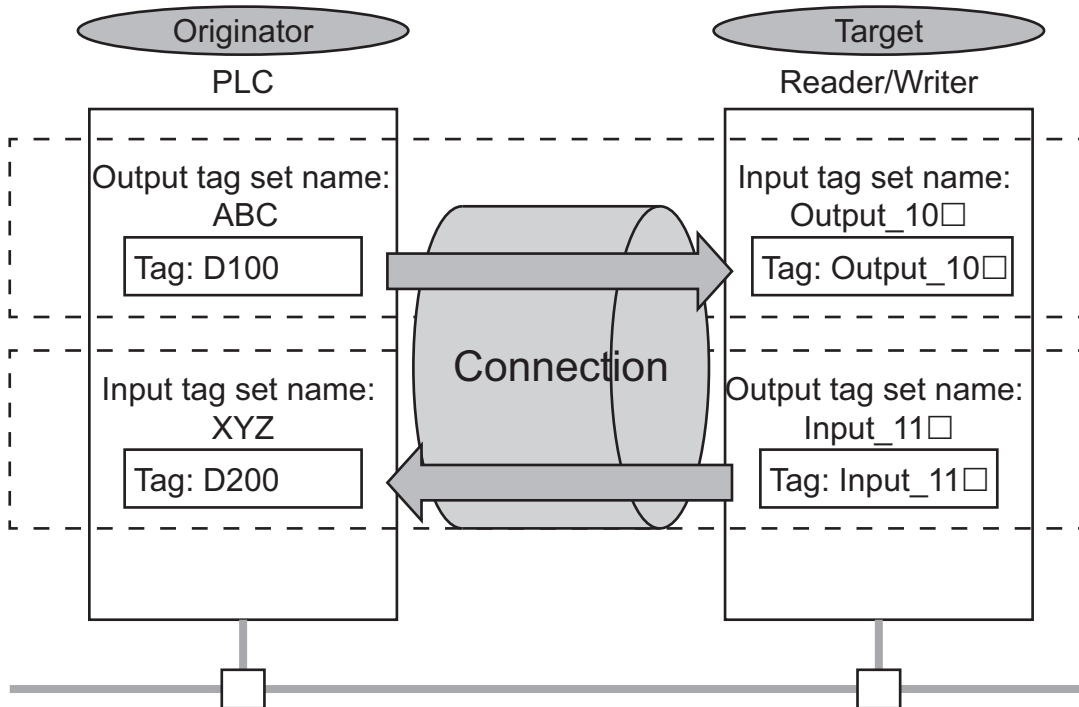 Originator
Target
PLC
Reader/Writer
Output tag set name:
ABC
Tag: D100
Input tag set name:
Output_10□
Tag: Output_10□
Connection
Input tag set name:
XYZ
Tag: D200
Output tag set name:
Input_11□
Tag: Input_11□